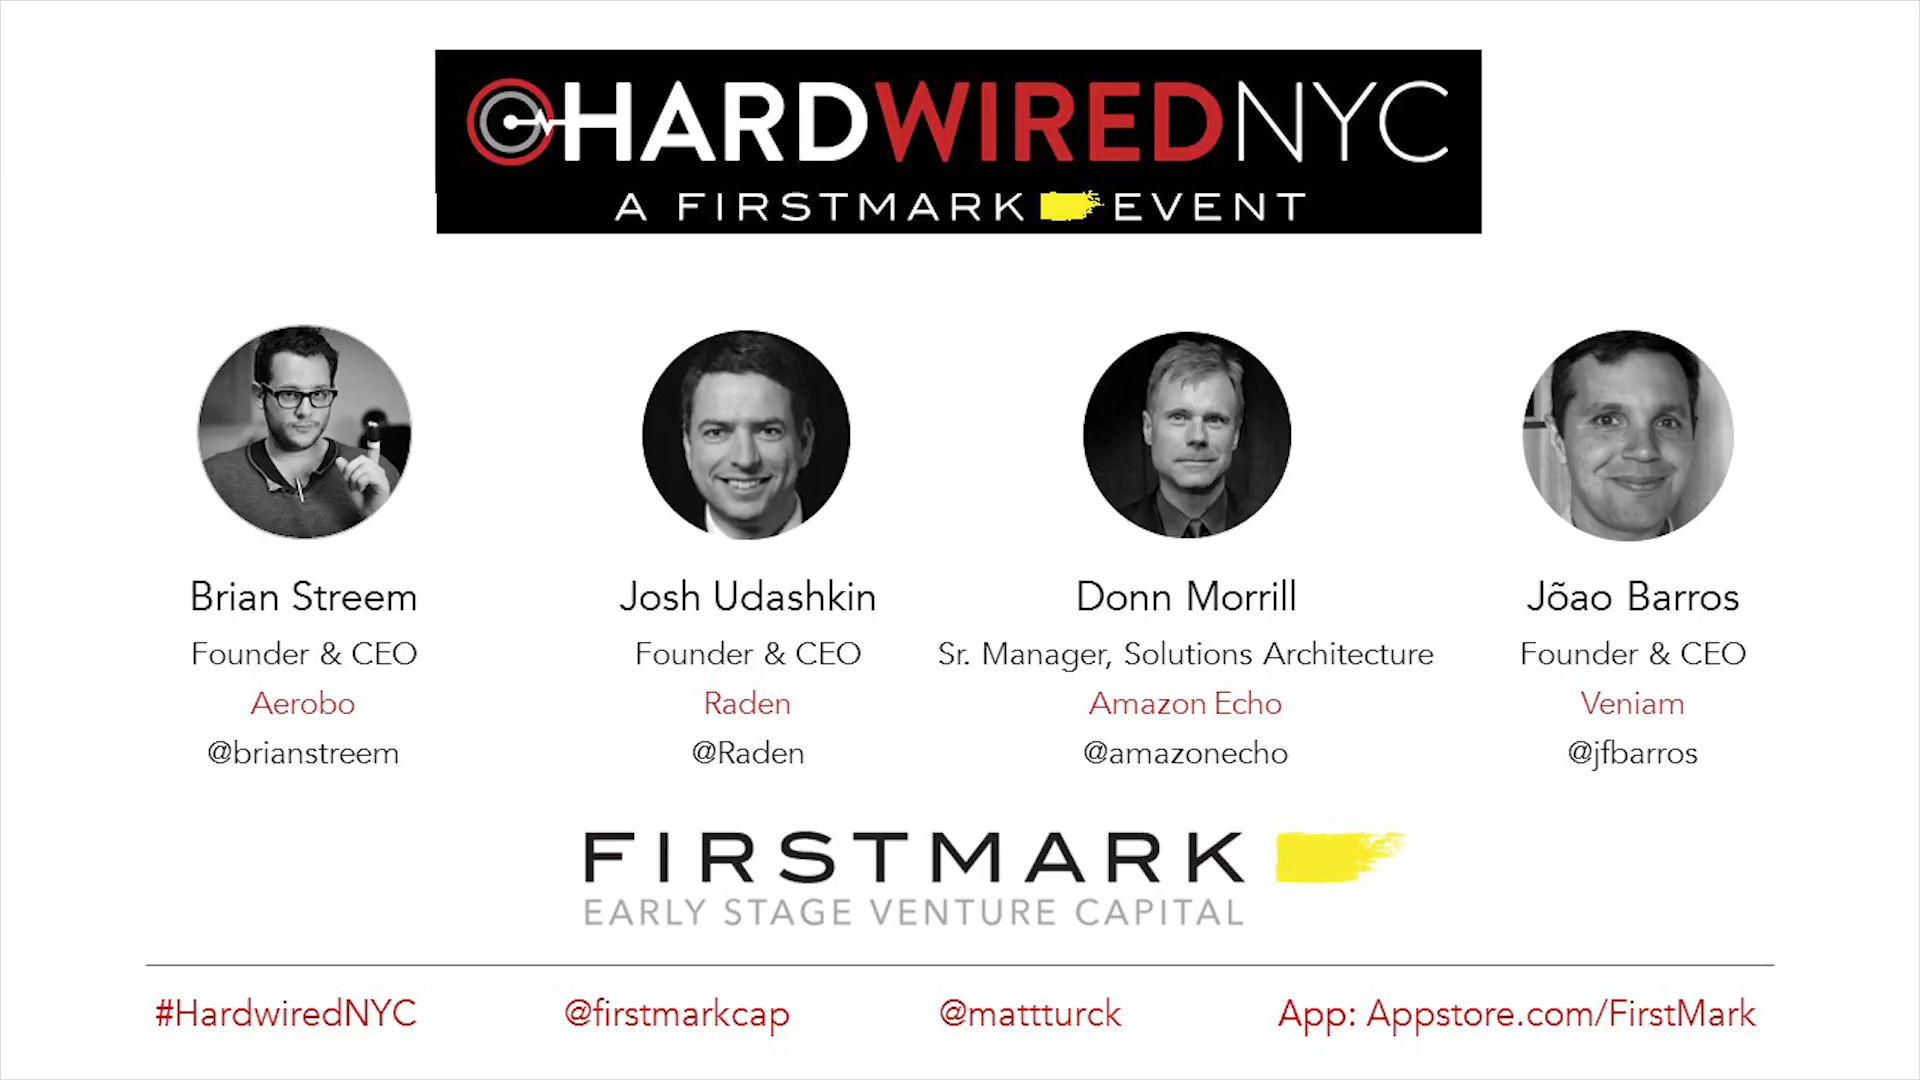 HARDWIREDNYC
A FIRSTMARK EVENT
Brian Streem
Founder & CEO
Aerobo
@brianstreem
Josh Udashkin
Founder & CEO
Raden
@Raden
Donn Morrill
Sr. Manager, Solutions Architecture
Amazon Echo
@amazonecho
Jõao Barros
Founder & CEO
Veniam
@jfbarros
FIRSTMARK
EARLY STAGE VENTURE CAPITAL
#HardwiredNYC
@firstmarkcap
@mattturck
App: Appstore.com/FirstMark